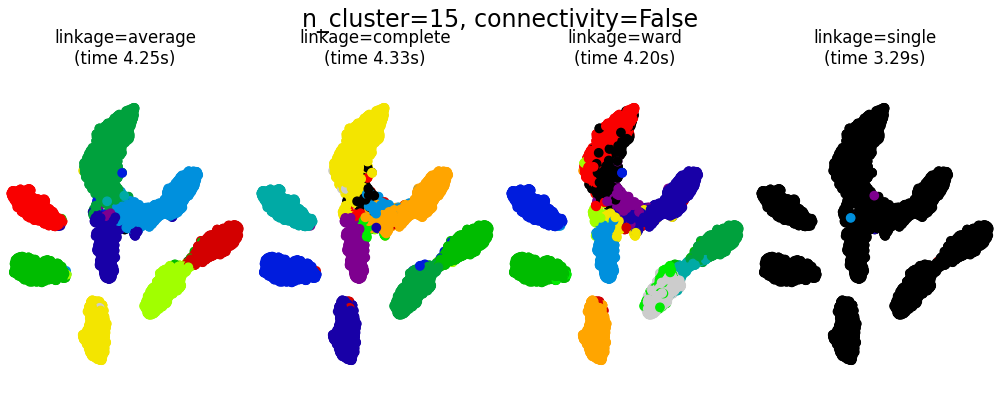 n_cluster=15, connectivity=False
linkage=average
(time 4.25s)
linkage=complete
(time 4.33s)
linkage=ward
(time 4.20s)
linkage=single
(time 3.29s)